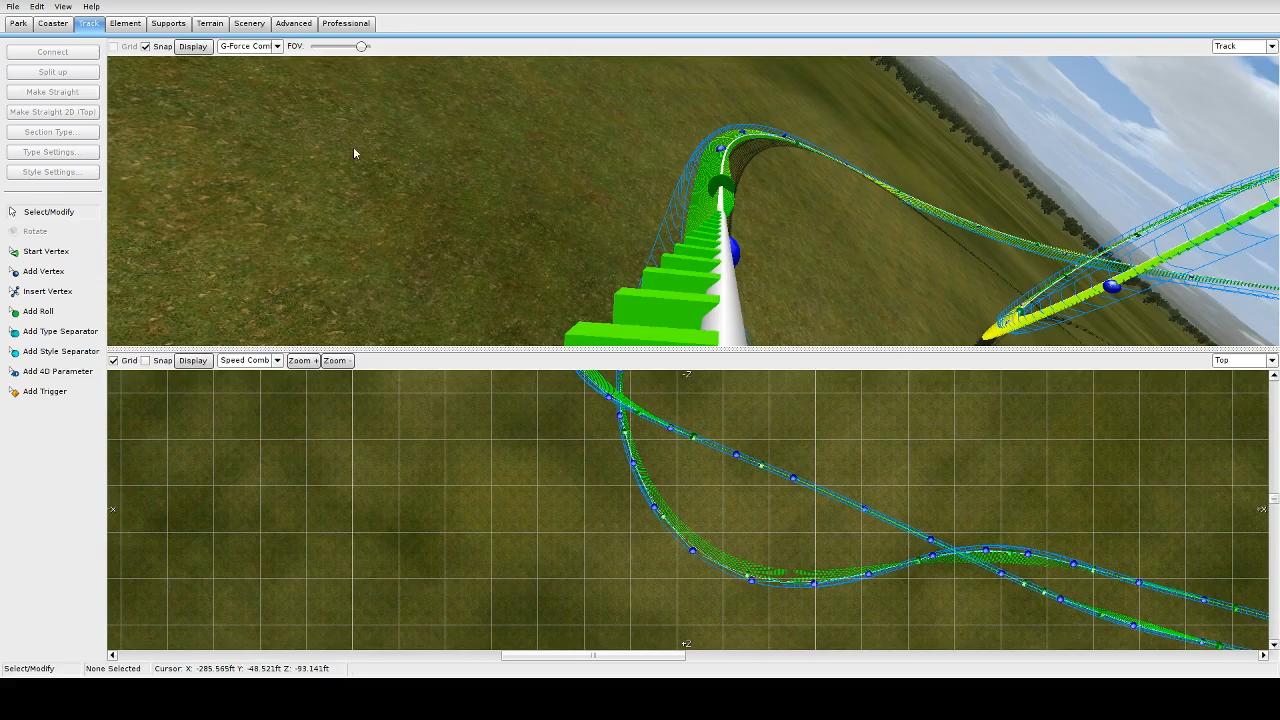 File Edit View Help
Park Coaster Track Element Supports Terrain Scenery Advanced Professional
Grid Snap Display G-Force Com FOV. Track
Connect
Split up
Make Straight
Make Straight 2D (Top)
Section Type...
Type Settings...
Style Settings...
Select/Modify
Rotate
Start Vertex
Add Vertex
Insert Vertex
Add Roll
Add Type Separator
Add Style Separator
Add 4D Parameter
Add Trigger
Grid Snap Display Speed Comb Zoom + Zoom - Top
-Z
-X +X
+Z
Select/Modify None Selected Cursor: X: -285.565ft Y: -48.521ft Z: -93.141ft